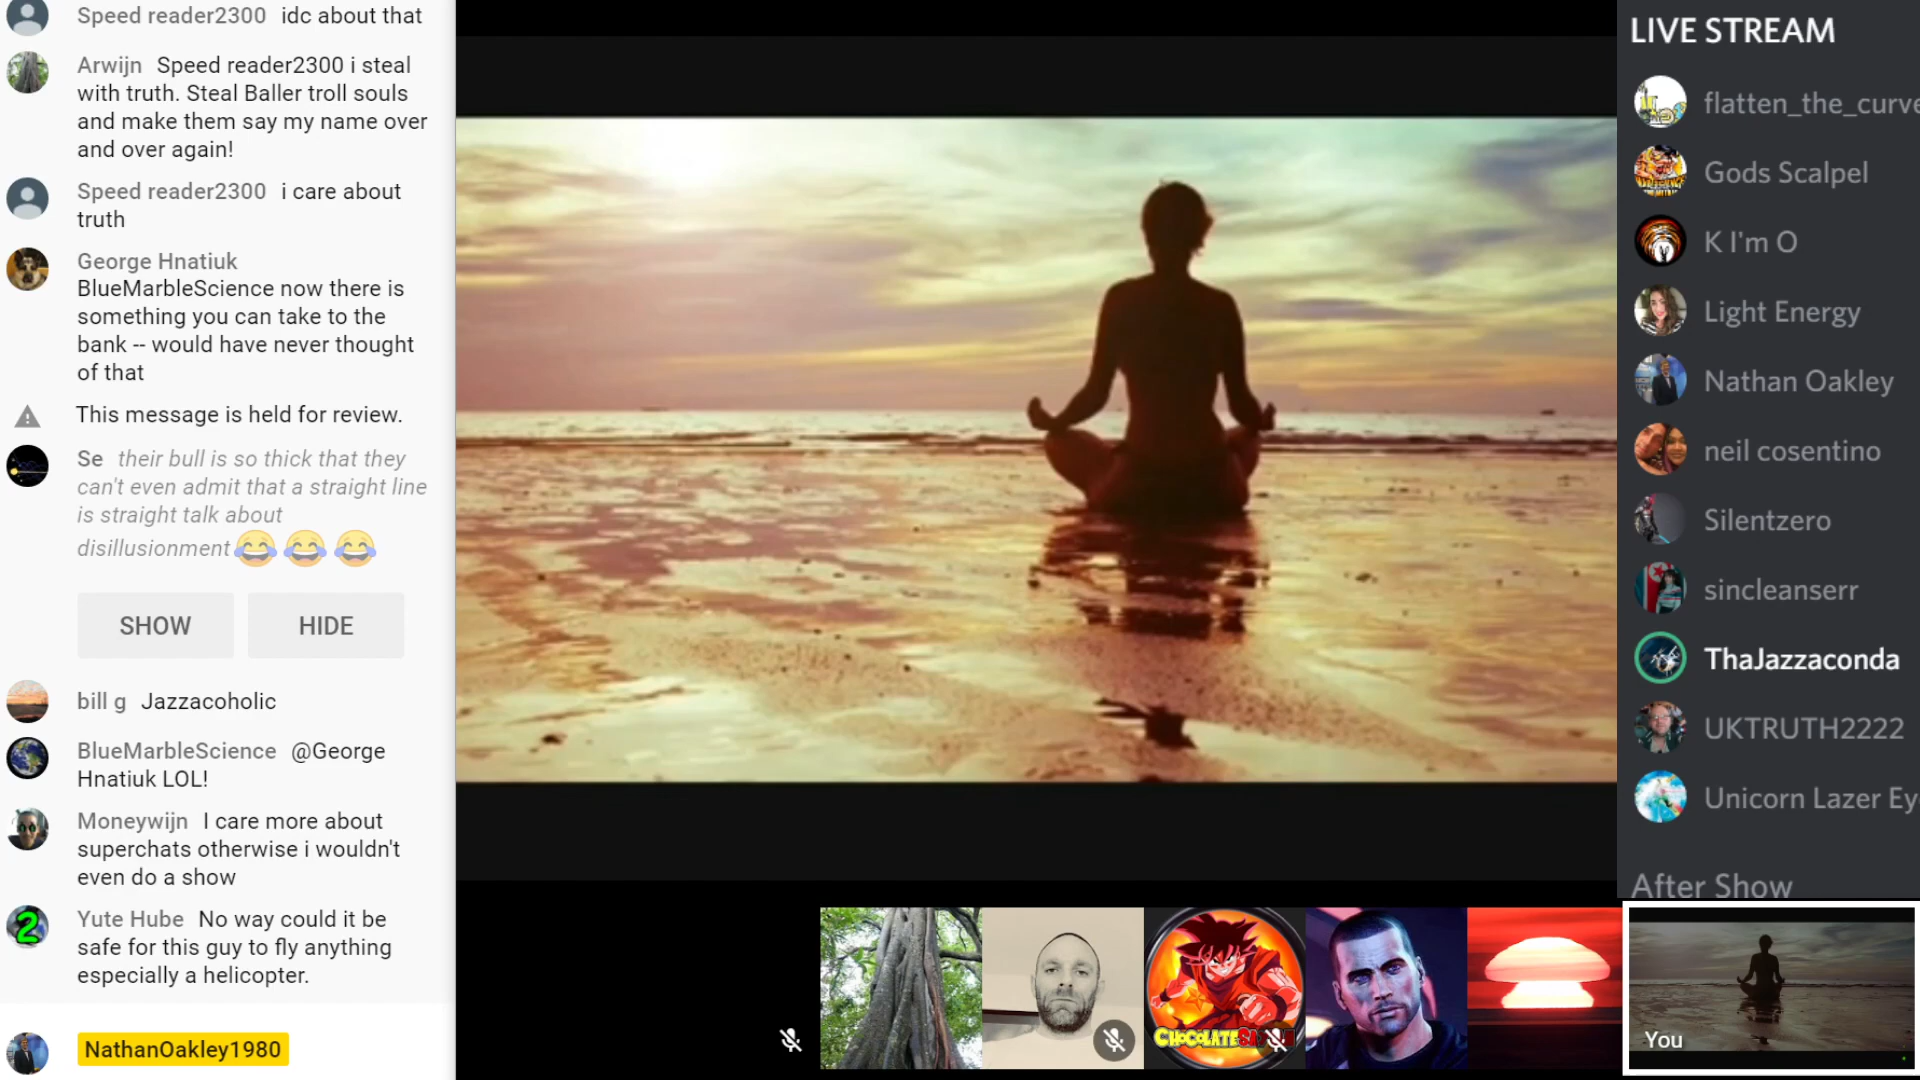 Speed reader2300 idc about that
Arwijn Speed reader2300 i steal
with truth. Steal Baller troll souls
and make them say my name over
and over again!
Speed reader2300 i care about
truth
George Hnatiuk
BlueMarbleScience now there is
something you can take to the
bank -- would have never thought
of that
This message is held for review.
Se their bull is so thick that they
can't even admit that a straight line
is straight talk about
disillusionment😂😂😂
SHOW HIDE
bill g Jazzacoholic
BlueMarbleScience @George
Hnatiuk LOL!
Moneywijn I care more about
superchats otherwise i wouldn't
even do a show
Yute Hube No way could it be
safe for this guy to fly anything
especially a helicopter.
NathanOakley1980
LIVE STREAM
flatten_the_curve
Gods Scalpel
K I'm O
Light Energy
Nathan Oakley
neil cosentino
Silentzero
sincleanserr
ThaJazzaconda
UKTRUTH2222
Unicorn Lazer Ey
After Show
CHOCOLATE
You